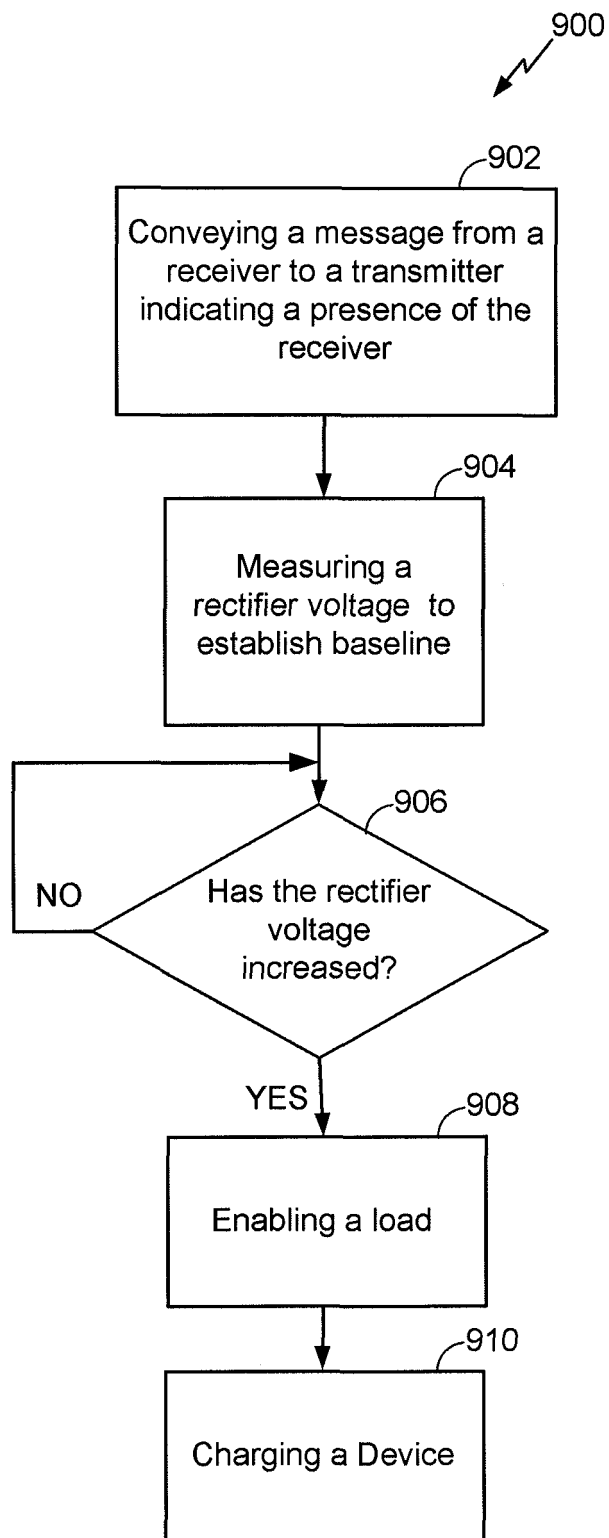 900
902
Conveying a message from a
receiver to a transmitter
indicating a presence of the
receiver
904
Measuring a
rectifier voltage to
establish baseline
906
NO
Has the rectifier
voltage
increased?
YES
908
Enabling a load
910
Charging a Device